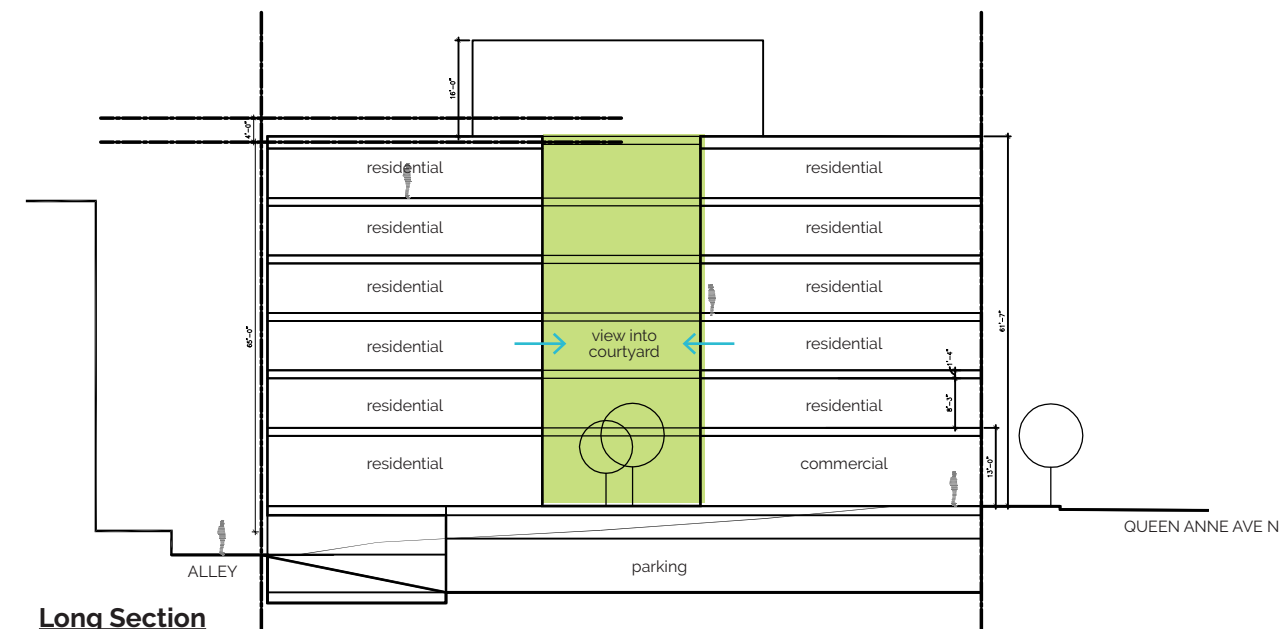 16'-0"
4'-0"
residential
residential
residential
residential
residential
residential
65'-0"
61'-7"
view into
courtyard
residential
residential
1'-4"
residential
residential
8'-3"
residential
commercial
13'-0"
QUEEN ANNE AVE N
ALLEY
parking
Long Section